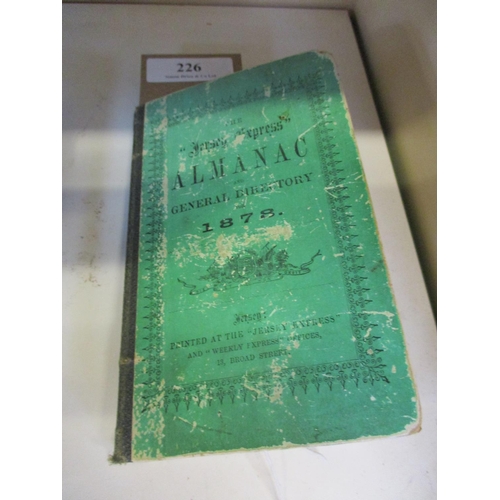 226
THE
"Jersey Express"
ALMANAC
GENERAL DIRECTORY
1878.
Jersey:
PRINTED AT THE "JERSEY EXPRESS"
AND "WEEKLY EXPRESS" OFFICES,
BROAD STREET